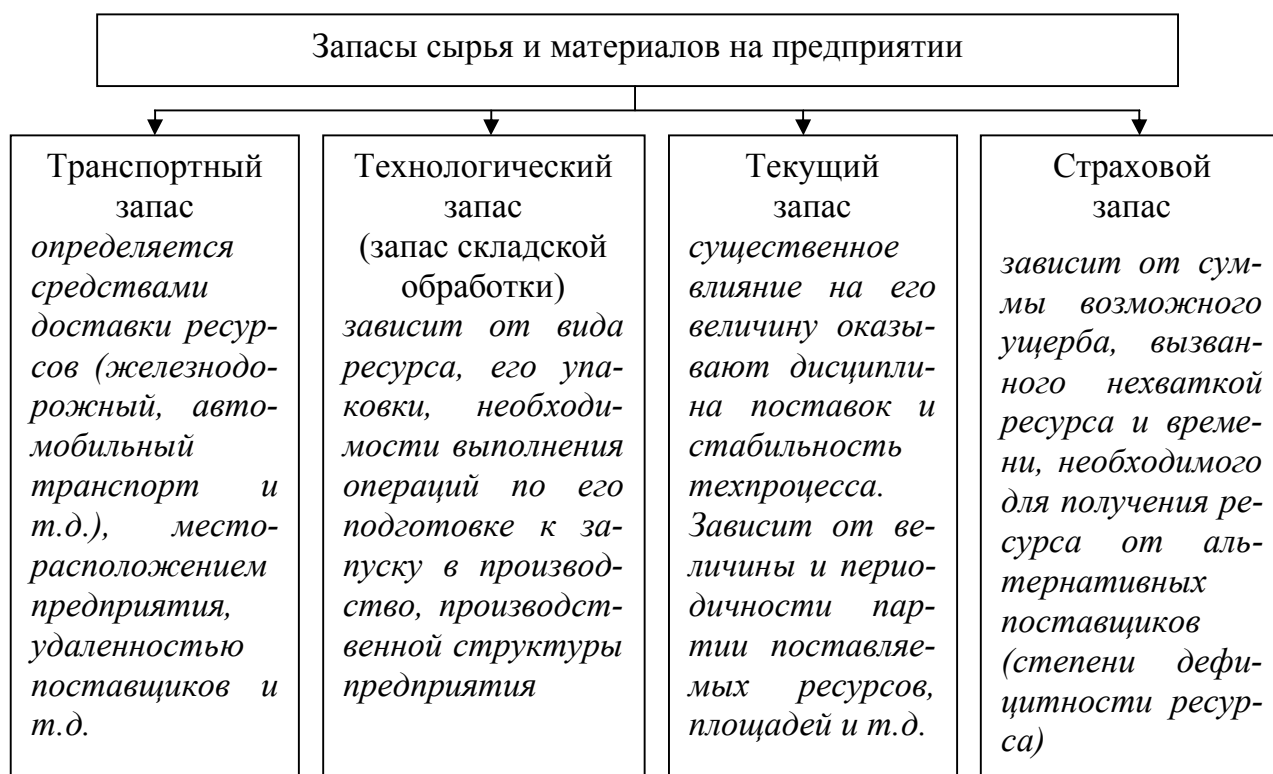 Запасы сырья и материалов на предприятии
Транспортный
запас
определяется
средствами
доставки ресур-
сов (железнодо-
рожный, авто-
мобильный
транспорт и
т.д.), место-
расположением
предприятия,
удаленностью
поставщиков и
т.д.
Технологический
запас
(запас складской
обработки)
зависит от вида
ресурса, его упа-
ковки, необходи-
мости выполнения
операций по его
подготовке к за-
пуску в производ-
ство, производст-
венной структуры
предприятия
Текущий
запас
существенное
влияние на его
величину оказы-
вают дисципли-
на поставок и
стабильность
техпроцесса.
Зависит от ве-
личины и перио-
дичности пар-
тии поставляе-
мых ресурсов,
площадей и т.д.
Страховой
запас
зависит от сум-
мы возможного
ущерба, вызван-
ного нехваткой
ресурса и време-
ни, необходимого
для получения ре-
сурса от аль-
тернативных
поставщиков
(степени дефи-
цитности ресур-
са)